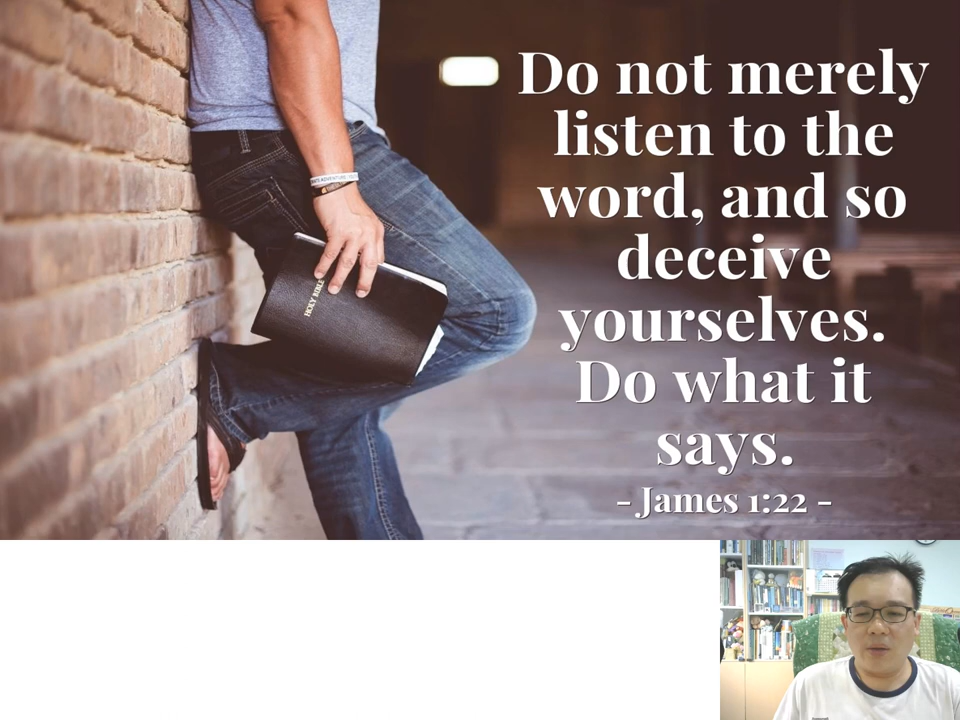 Do not merely
listen to the
word, and so
deceive
yourselves.
Do what it
says.
- James 1:22 -
HOLY BIBLE